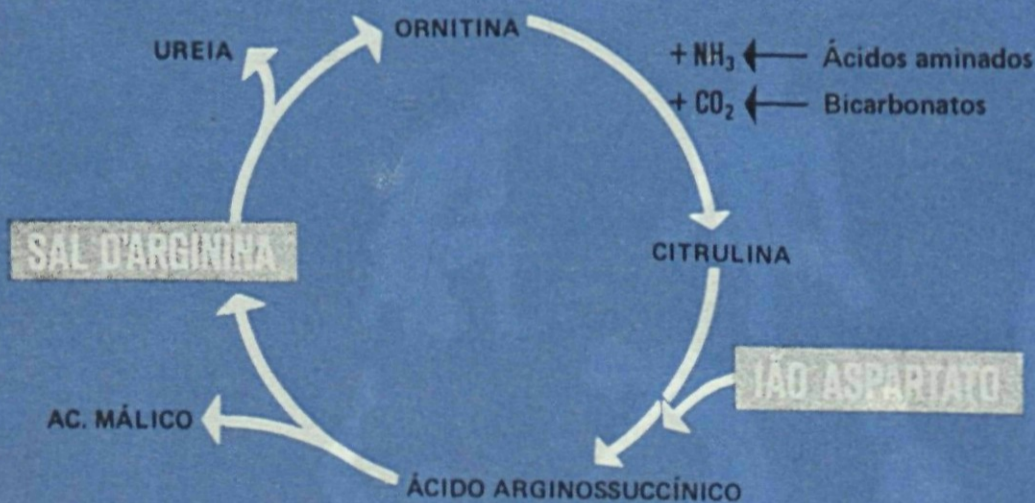 ORNITINA
UREIA
+ NH₃ ← Ácidos aminados
+ CO₂ ← Bicarbonatos
SAL D'ARGININA
CITRULINA
IÃO ASPARTATO
AC. MÁLICO
ÁCIDO ARGINOSSUCCÍNICO